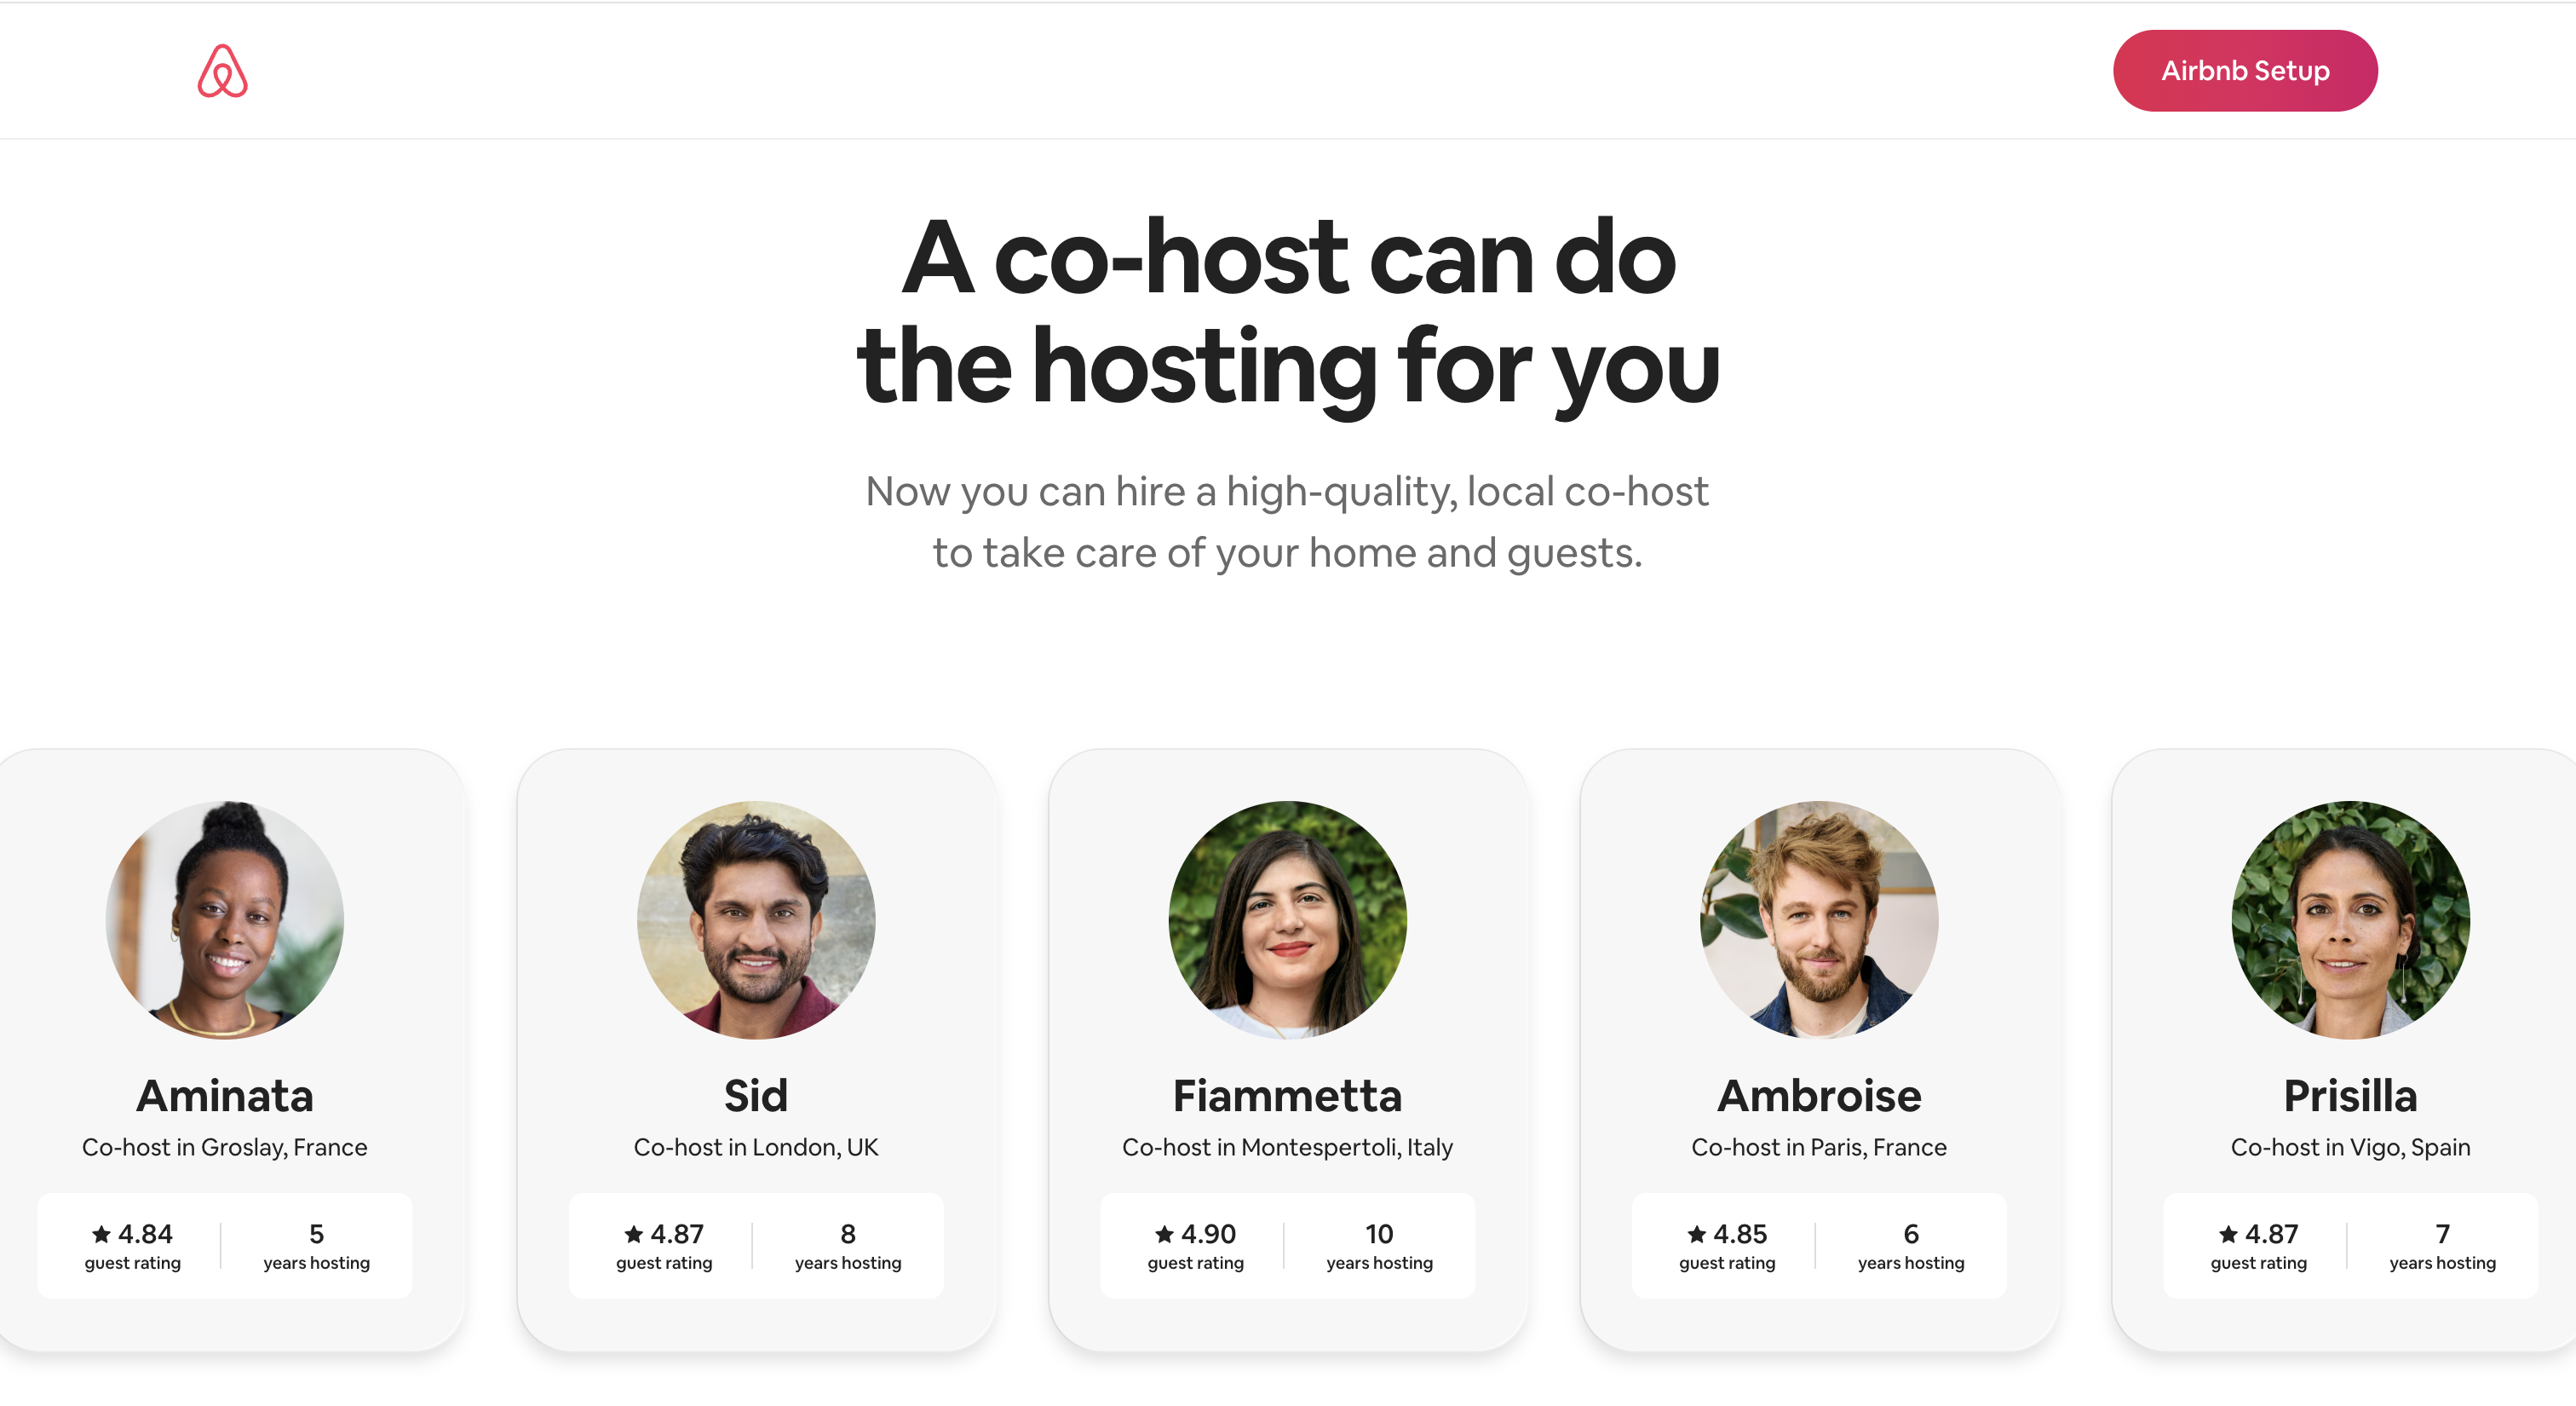 Airbnb Setup
A co-host can do
the hosting for you
Now you can hire a high-quality, local co-host
to take care of your home and guests.
Aminata
Co-host in Groslay, France
★ 4.84
guest rating
5
years hosting
Sid
Co-host in London, UK
★ 4.87
guest rating
8
years hosting
Fiammetta
Co-host in Montespertoli, Italy
★ 4.90
guest rating
10
years hosting
Ambroise
Co-host in Paris, France
★ 4.85
guest rating
6
years hosting
Prisilla
Co-host in Vigo, Spain
★ 4.87
guest rating
7
years hosting